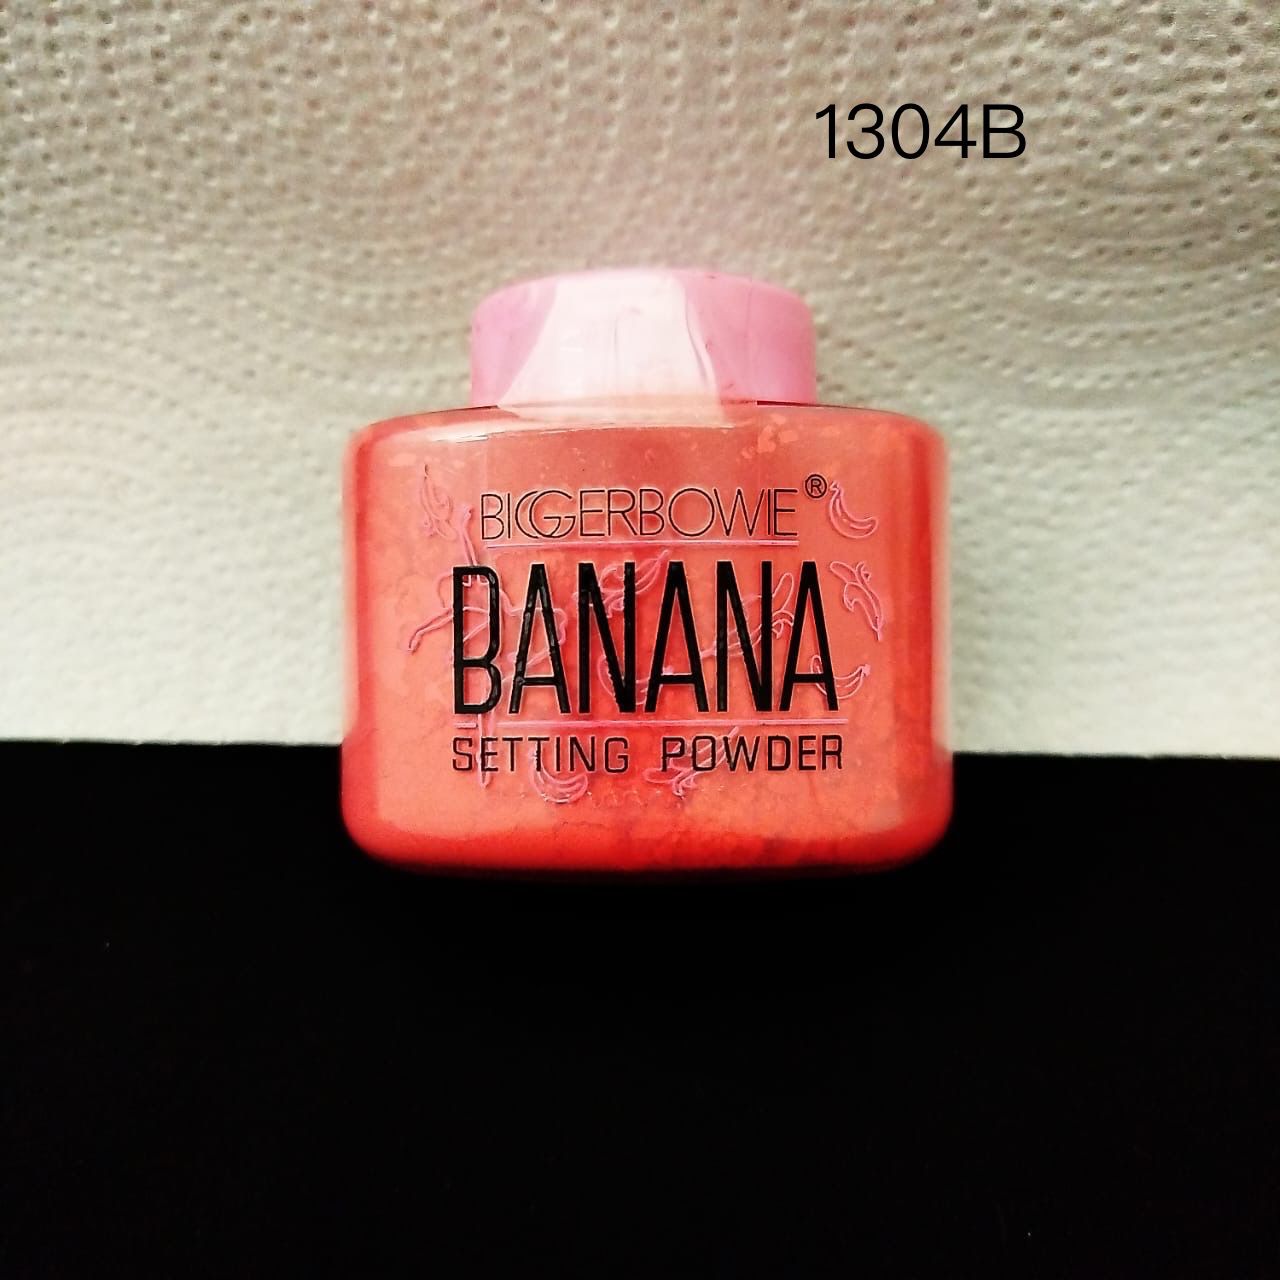 1304B
BIGGERBOWIE®
BANANA
SETTING POWDER